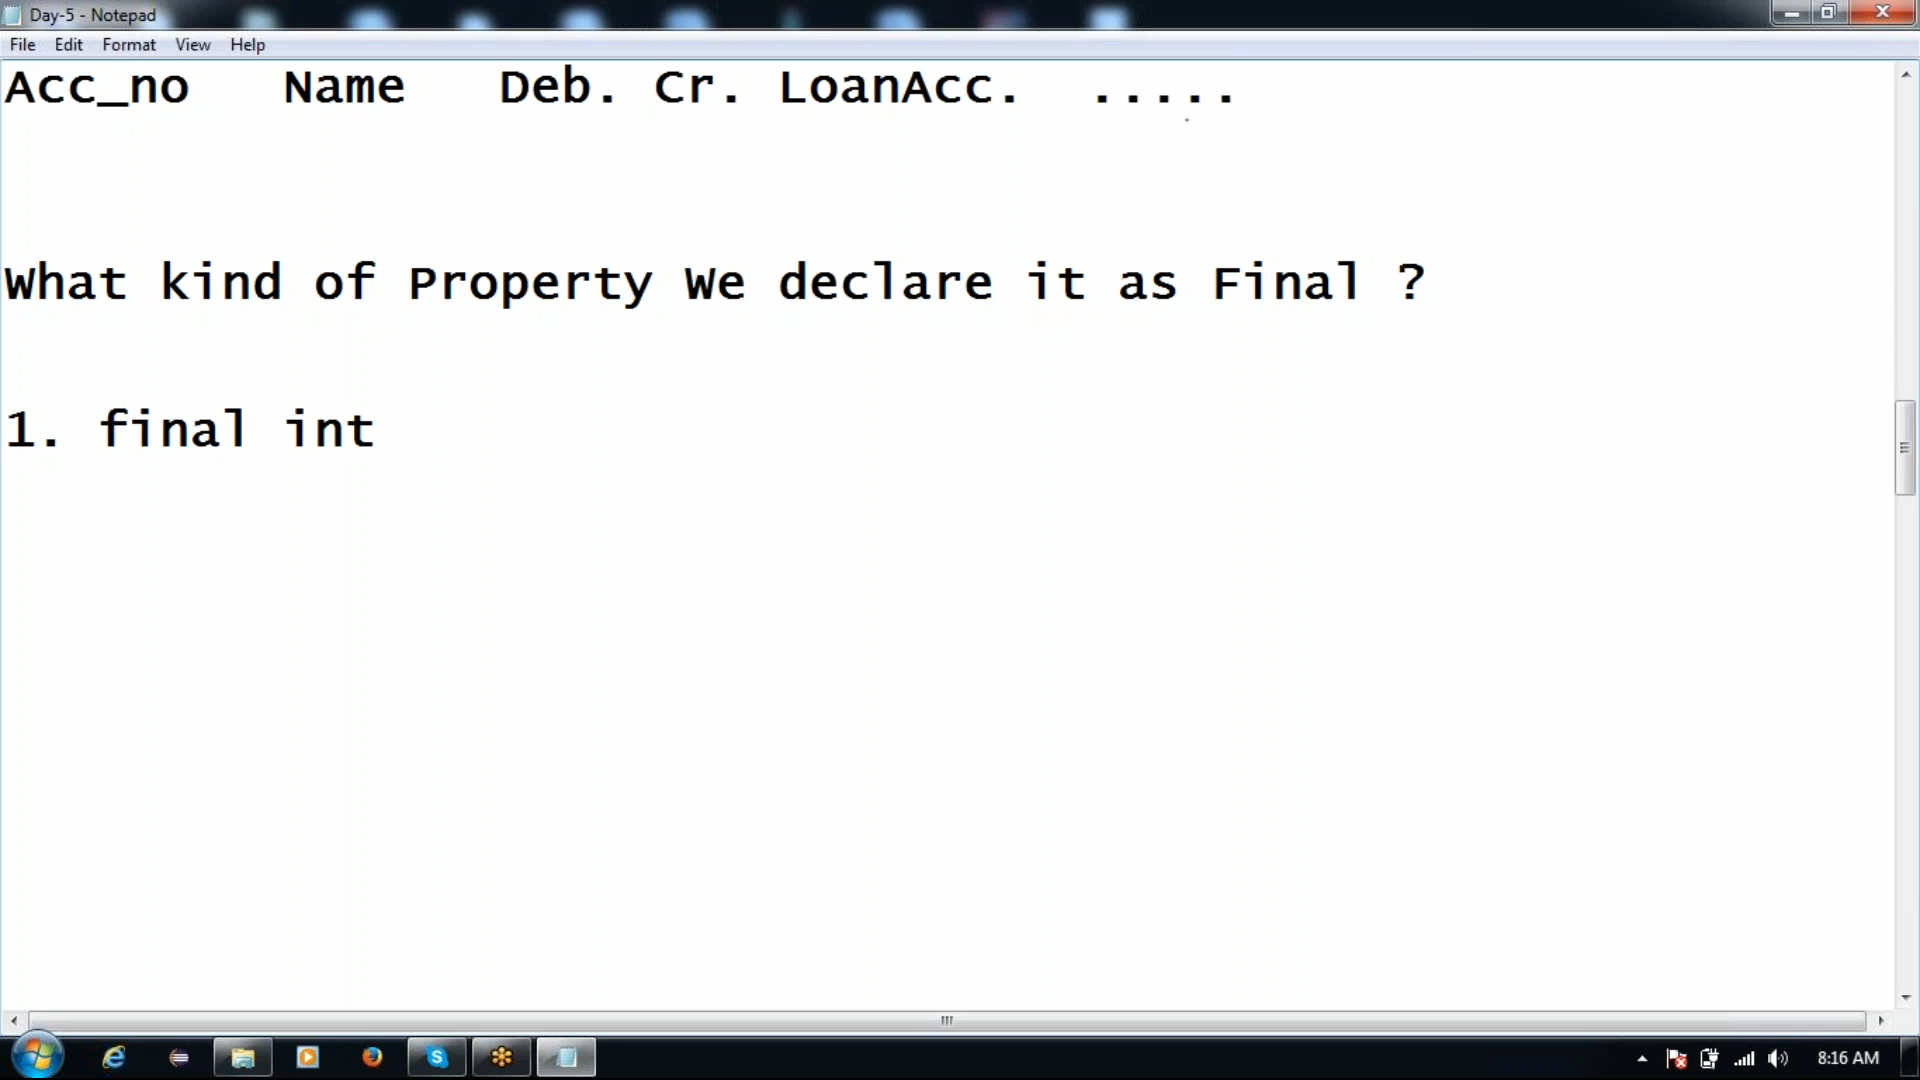 Day-5 - Notepad
File Edit Format View Help
Acc_no Name Deb. Cr. LoanAcc. .....
What kind of Property We declare it as Final ?
1. final int
8:16 AM